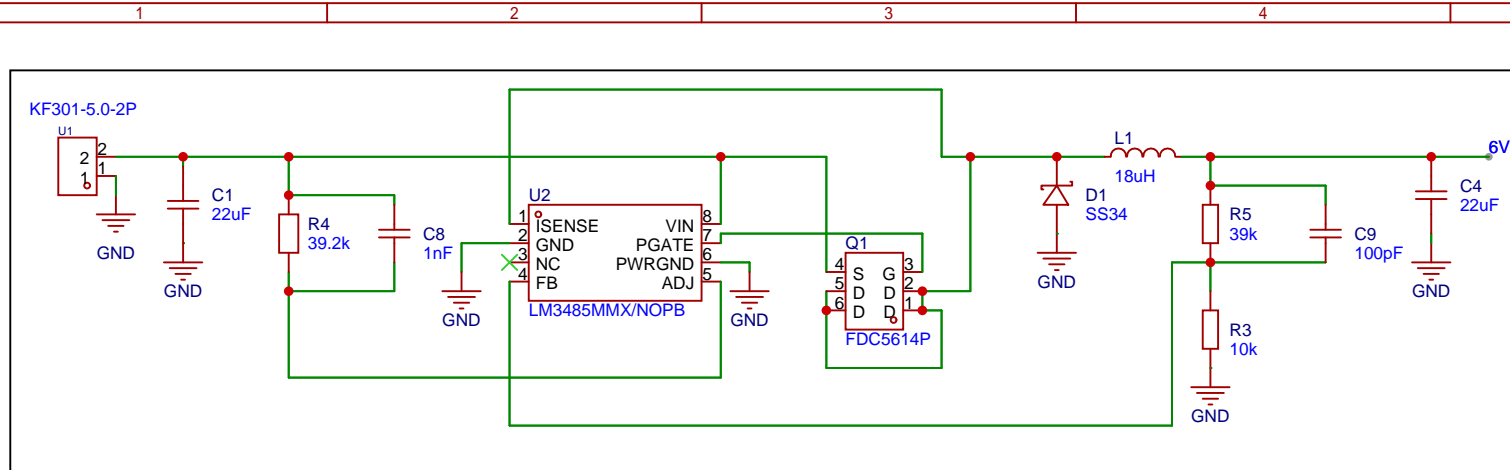 1 2 3 4
KF301-5.0-2P
U1
2 2
1 1
GND
C1
22uF
GND
R4
39.2k
C8
1nF
U2
1 ISENSE VIN 8
2 GND PGATE 7
3 NC PWRGND 6
4 FB ADJ 5
LM3485MMX/NOPB
GND
GND
Q1
4 S G 3
5 D D 2
6 D D 1
FDC5614P
D1
SS34
GND
L1
18uH
R5
39k
C9
100pF
R3
10k
GND
6V
C4
22uF
GND